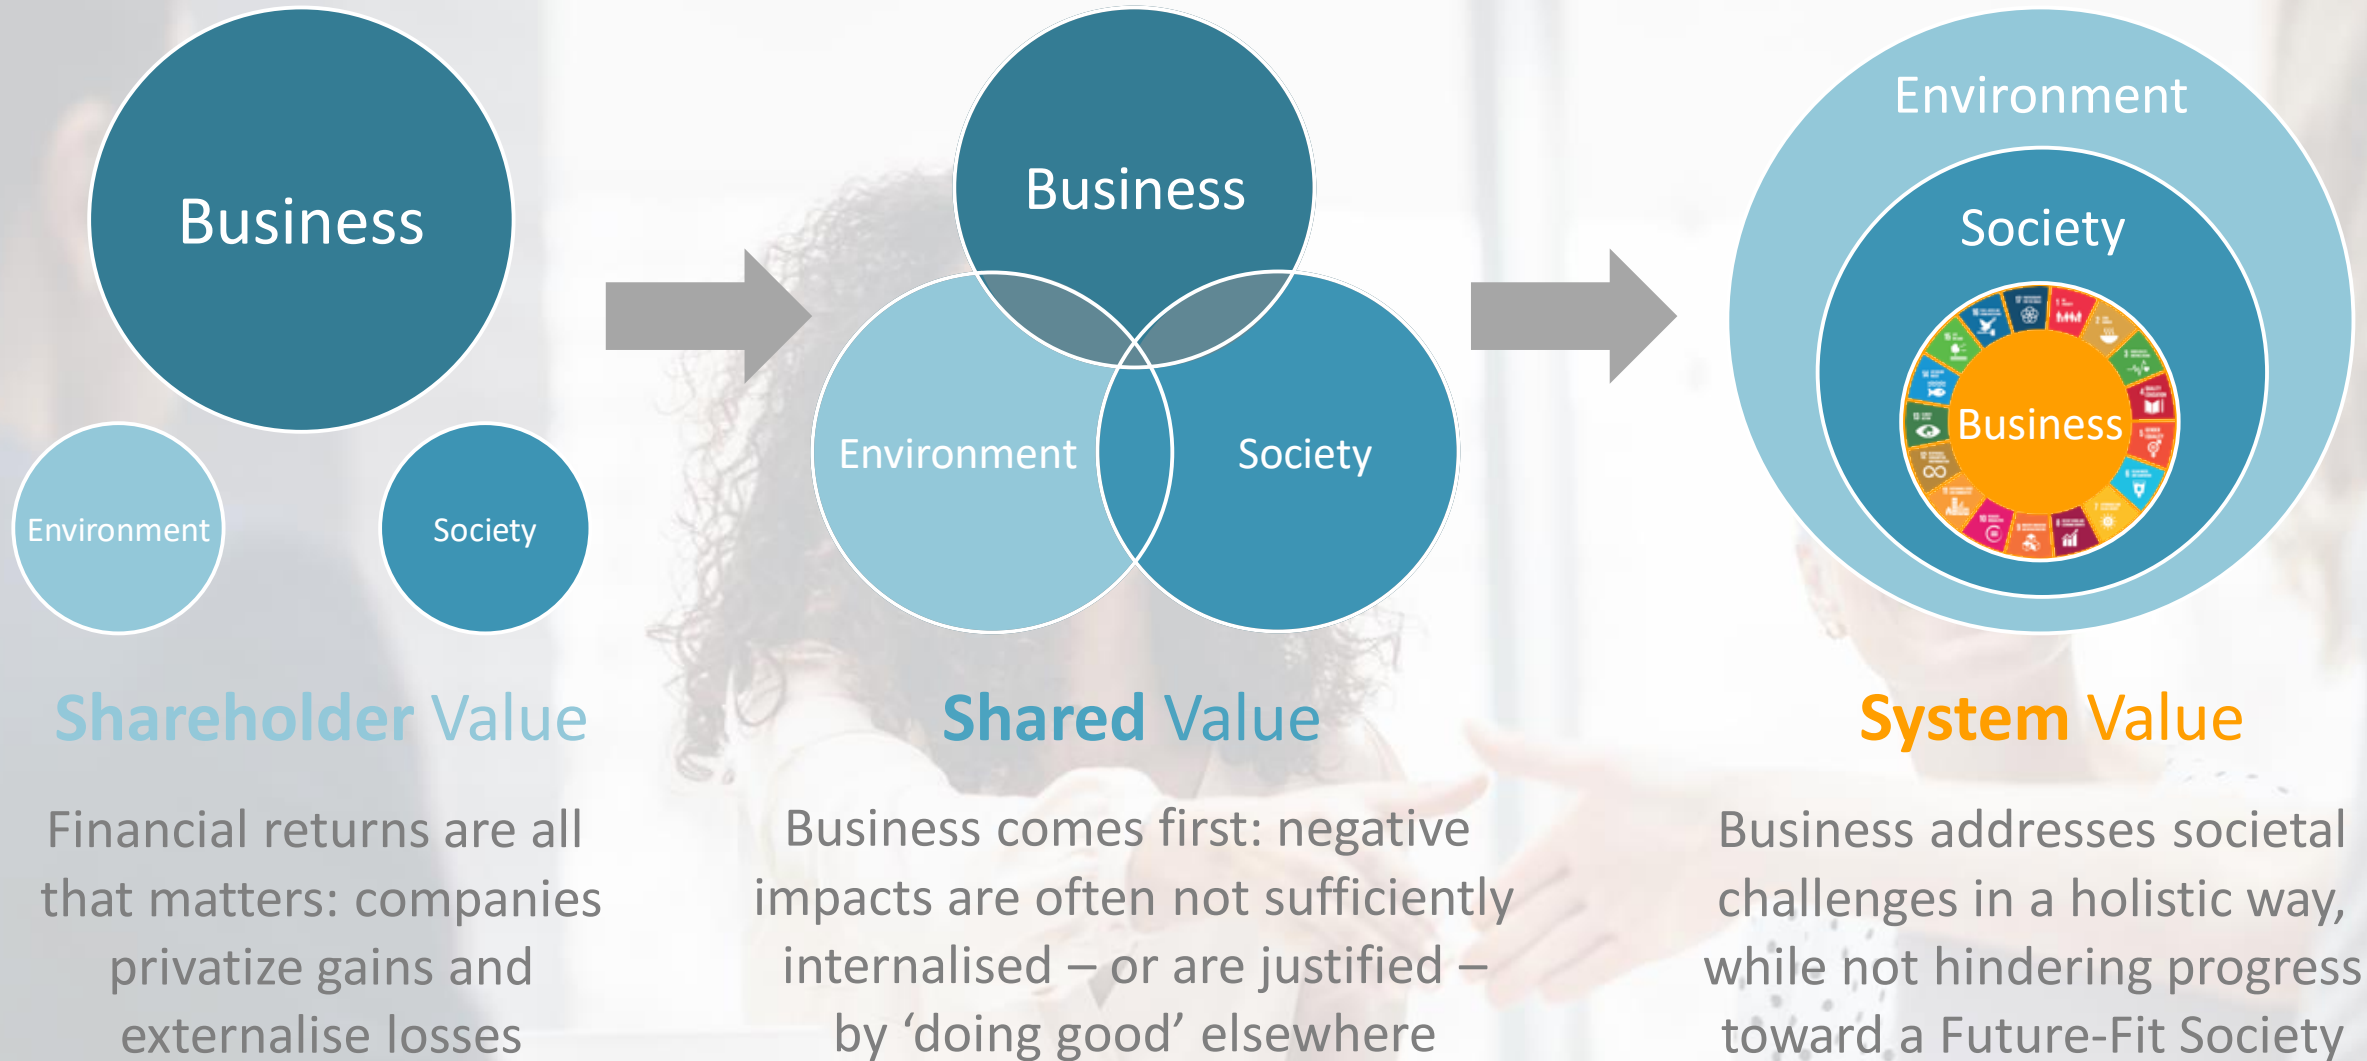 Business
Environment
Society
Shareholder Value
Financial returns are all
that matters: companies
privatize gains and
externalise losses
Business
Environment
Society
Shared Value
Business comes first: negative
impacts are often not sufficiently
internalised – or are justified –
by ‘doing good’ elsewhere
Environment
Society
Business
System Value
Business addresses societal
challenges in a holistic way,
while not hindering progress
toward a Future-Fit Society